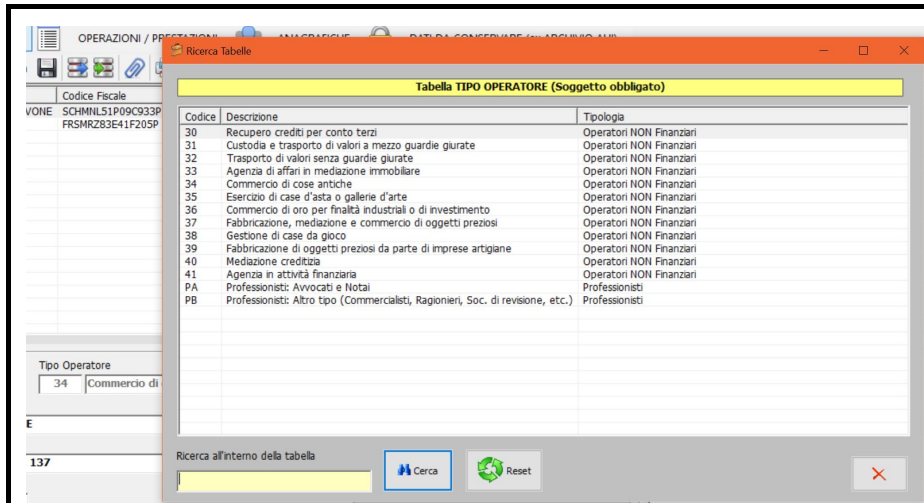 OPERAZIONI / PRESTAZIONI ANAGRAFICHE DATI DA CONSERVARE (ex ARCHIVIO AUI)
Ricerca Tabelle
Codice Fiscale
VONE SCHMNL51P09C933P
FRSMRZ83E41F205P
Tabella TIPO OPERATORE (Soggetto obbligato)
Codice Descrizione Tipologia
30 Recupero crediti per conto terzi Operatori NON Finanziari
31 Custodia e trasporto di valori a mezzo guardie giurate Operatori NON Finanziari
32 Trasporto di valori senza guardie giurate Operatori NON Finanziari
33 Agenzia di affari in mediazione immobiliare Operatori NON Finanziari
34 Commercio di cose antiche Operatori NON Finanziari
35 Esercizio di case d'asta o gallerie d'arte Operatori NON Finanziari
36 Commercio di oro per finalità industriali o di investimento Operatori NON Finanziari
37 Fabbricazione, mediazione e commercio di oggetti preziosi Operatori NON Finanziari
38 Gestione di case da gioco Operatori NON Finanziari
39 Fabbricazione di oggetti preziosi da parte di imprese artigiane Operatori NON Finanziari
40 Mediazione creditizia Operatori NON Finanziari
41 Agenzia in attività finanziaria Operatori NON Finanziari
PA Professionisti: Avvocati e Notai Professionisti
PB Professionisti: Altro tipo (Commercialisti, Ragionieri, Soc. di revisione, etc.) Professionisti
Tipo Operatore
34 Commercio di
E
137
Ricerca all'interno della tabella
Cerca
Reset